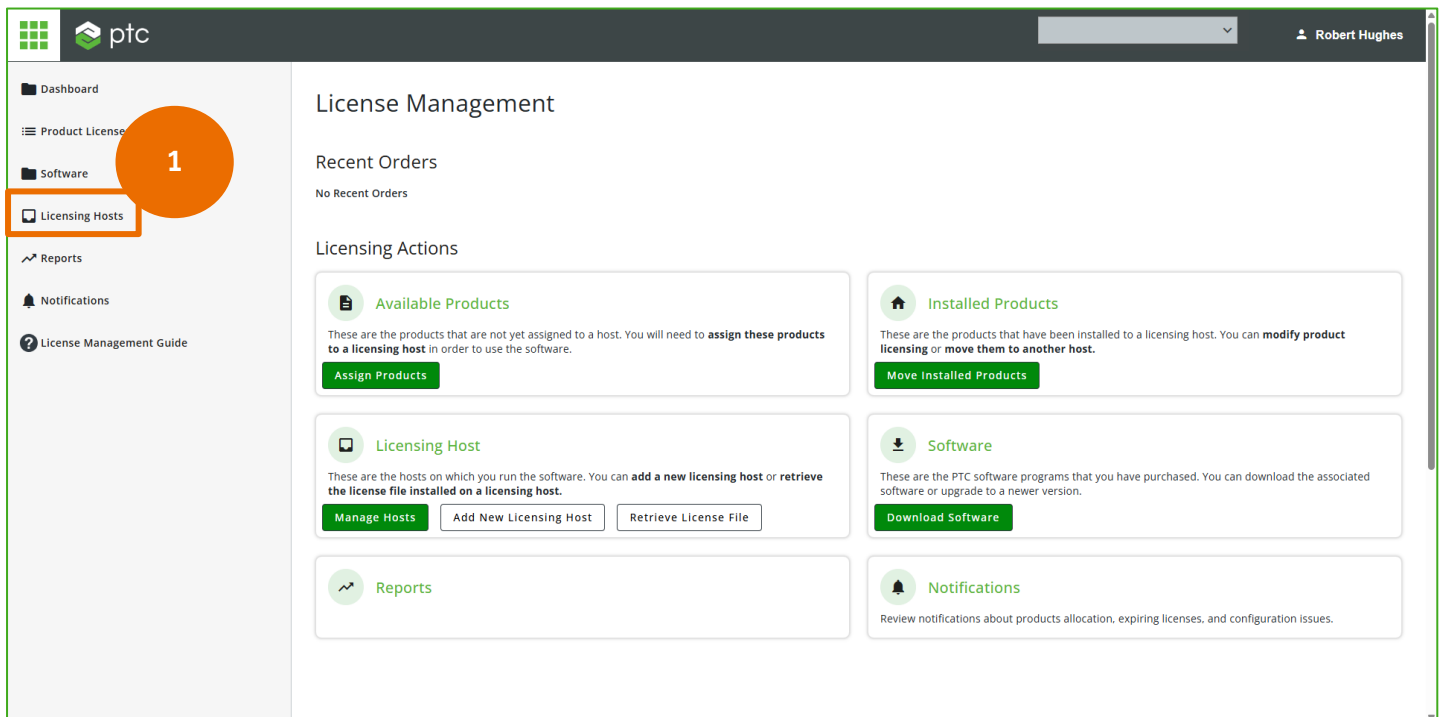 ptc
Robert Hughes
Dashboard
Product License
1
Software
Licensing Hosts
Reports
Notifications
License Management Guide
License Management
Recent Orders
No Recent Orders
Licensing Actions
Available Products
These are the products that are not yet assigned to a host. You will need to assign these products
to a licensing host in order to use the software.
Assign Products
Installed Products
These are the products that have been installed to a licensing host. You can modify product
licensing or move them to another host.
Move Installed Products
Licensing Host
These are the hosts on which you run the software. You can add a new licensing host or retrieve
the license file installed on a licensing host.
Manage Hosts
Add New Licensing Host
Retrieve License File
Software
These are the PTC software programs that you have purchased. You can download the associated
software or upgrade to a newer version.
Download Software
Reports
Notifications
Review notifications about products allocation, expiring licenses, and configuration issues.